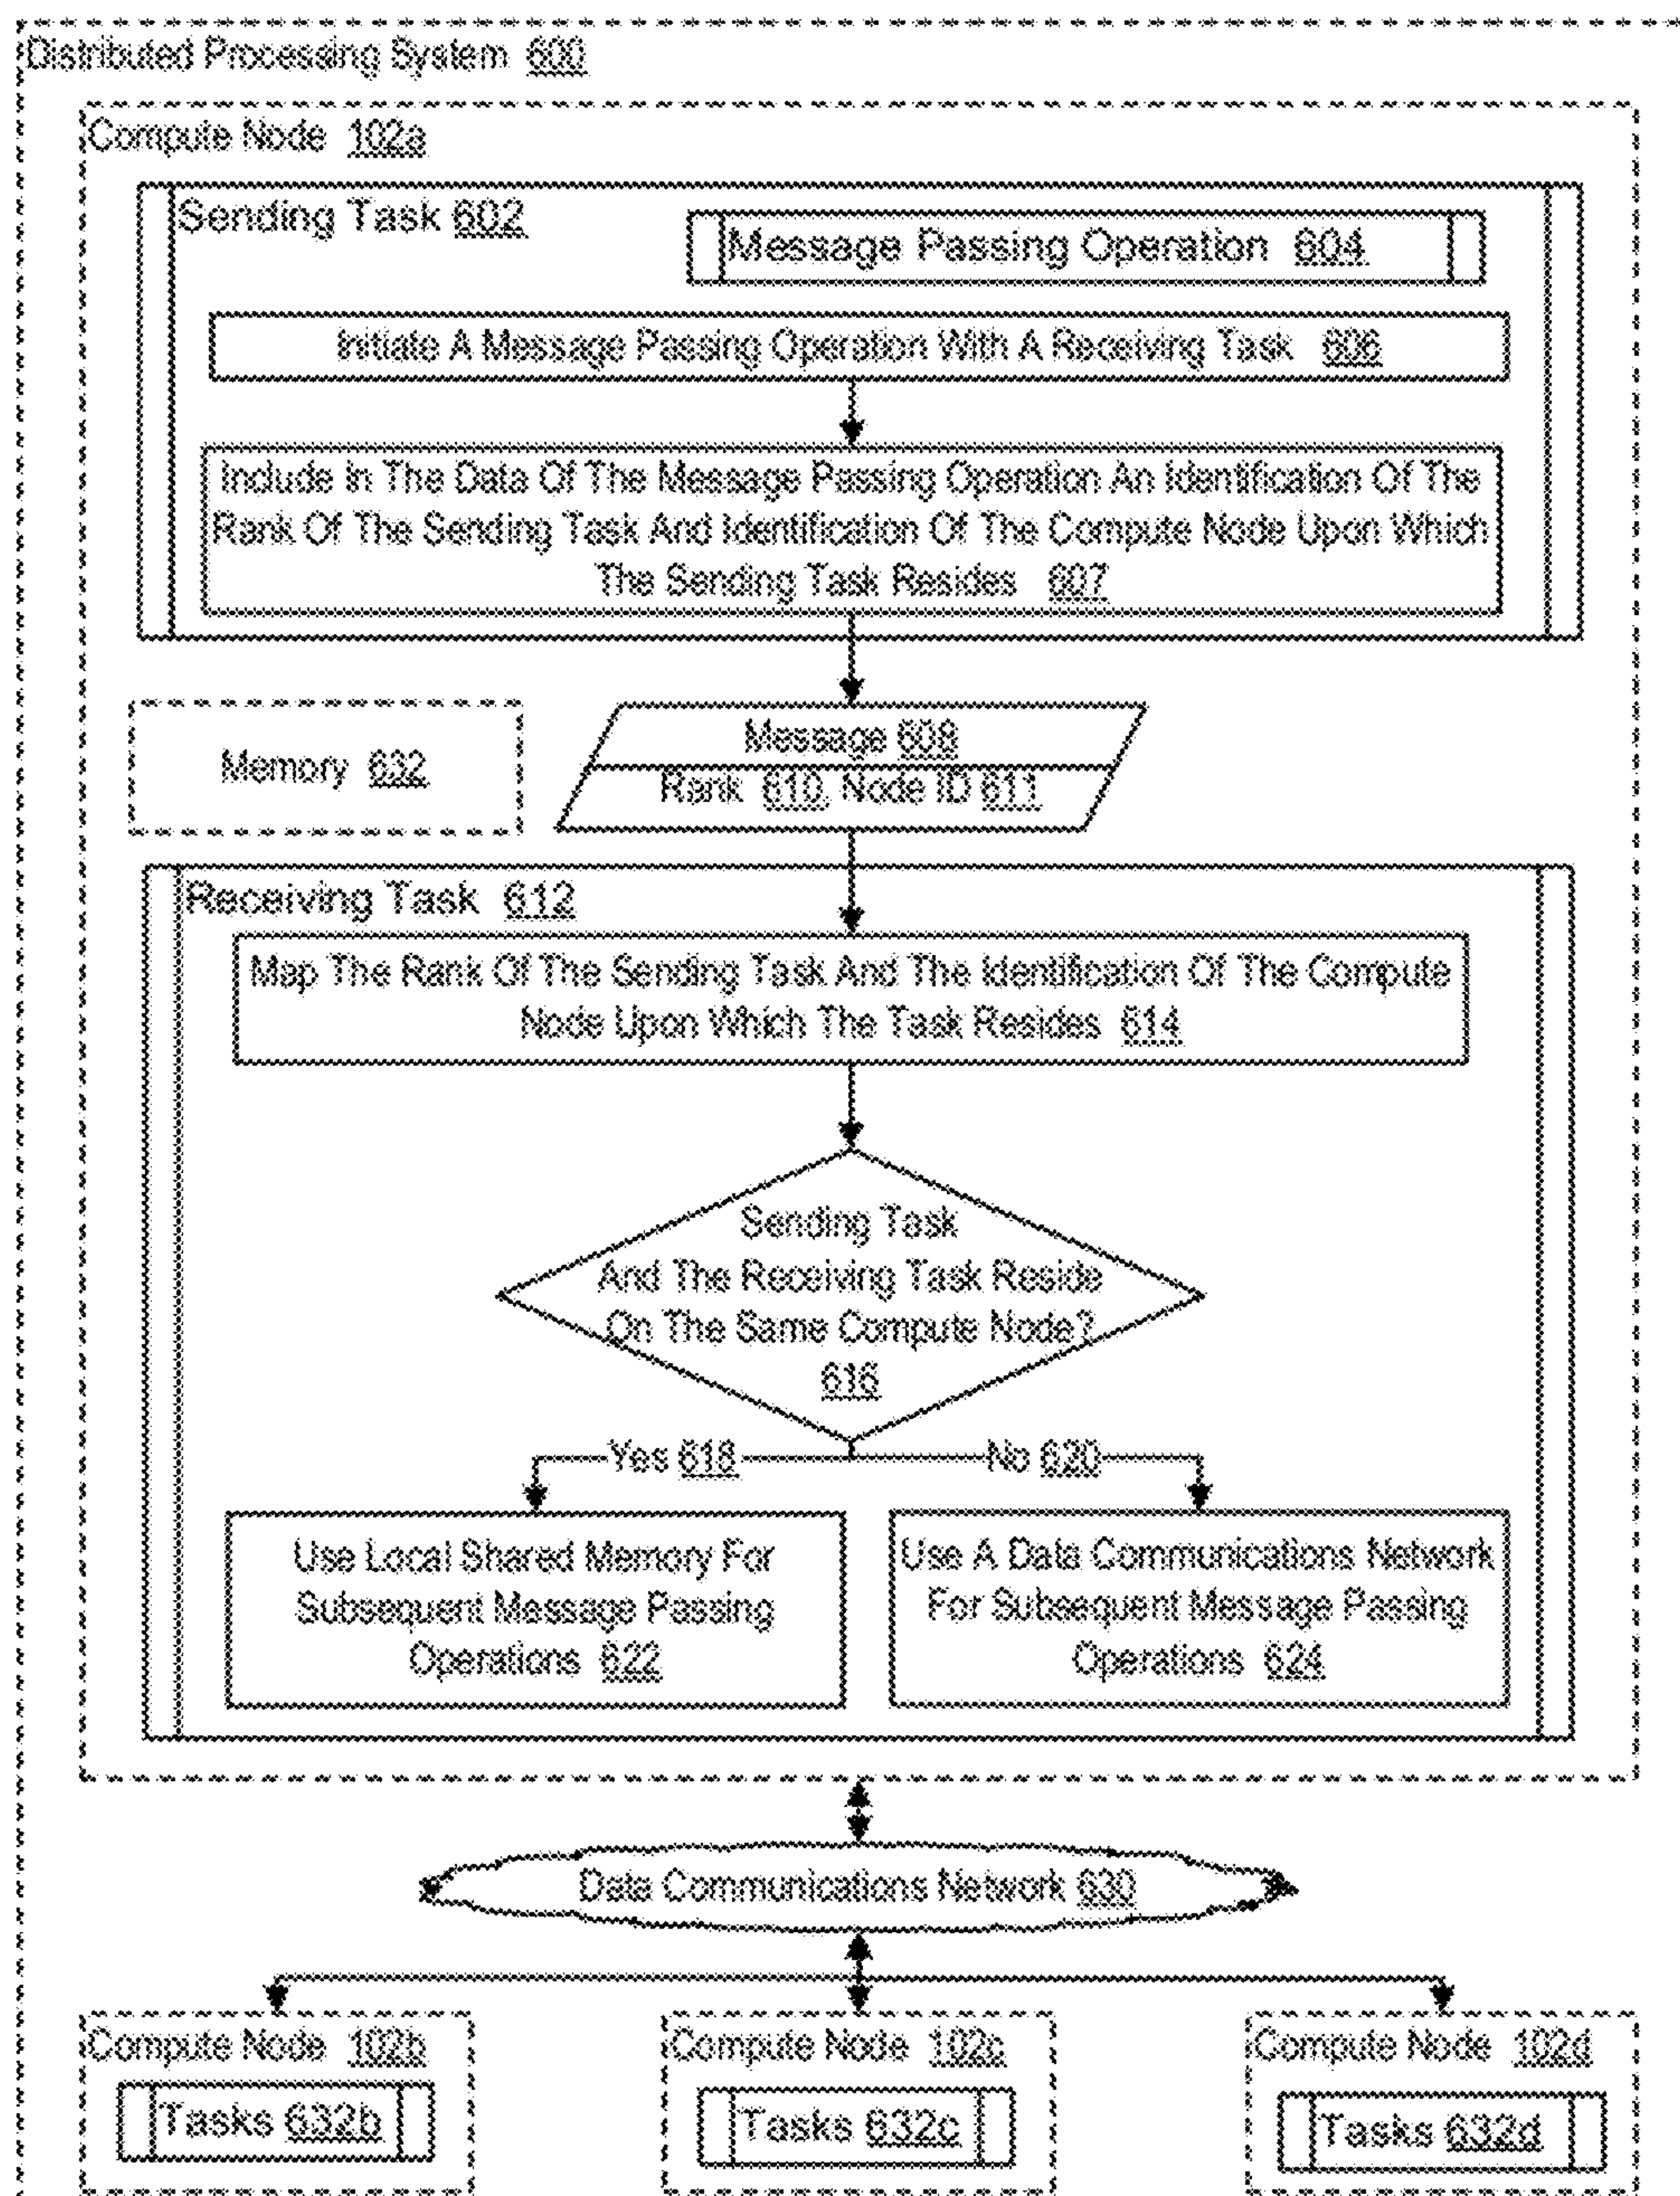 Distributed Processing System 600
Compute Node 102a
Sending Task 602
Message Passing Operation 604
Initiate A Message Passing Operation With A Receiving Task 606
Include In The Data Of The Message Passing Operation An Identification Of The
Rank Of The Sending Task And Identification Of The Compute Node Upon Which
The Sending Task Resides 607
Memory 632
Message 608
Rank 610, Node ID 611
Receiving Task 612
Map The Rank Of The Sending Task And The Identification Of The Compute
Node Upon Which The Task Resides 614
Sending Task
And The Receiving Task Reside
On The Same Compute Node?
616
Yes 618
No 620
Use Local Shared Memory For
Subsequent Message Passing
Operations 622
Use A Data Communications Network
For Subsequent Message Passing
Operations 624
Data Communications Network 630
Compute Node 102b
Tasks 632b
Compute Node 102c
Tasks 632c
Compute Node 102d
Tasks 632d